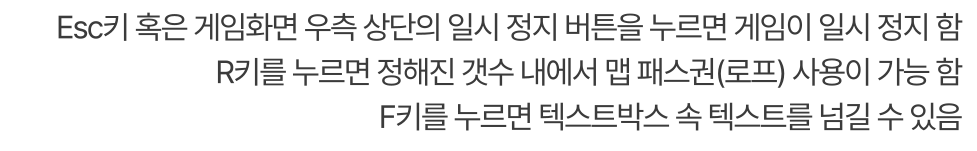 Esc키 혹은 게임화면 우측 상단의 일시 정지 버튼을 누르면 게임이 일시 정지 함
R키를 누르면 정해진 갯수 내에서 맵 패스권(로프) 사용이 가능 함
F키를 누르면 텍스트박스 속 텍스트를 넘길 수 있음